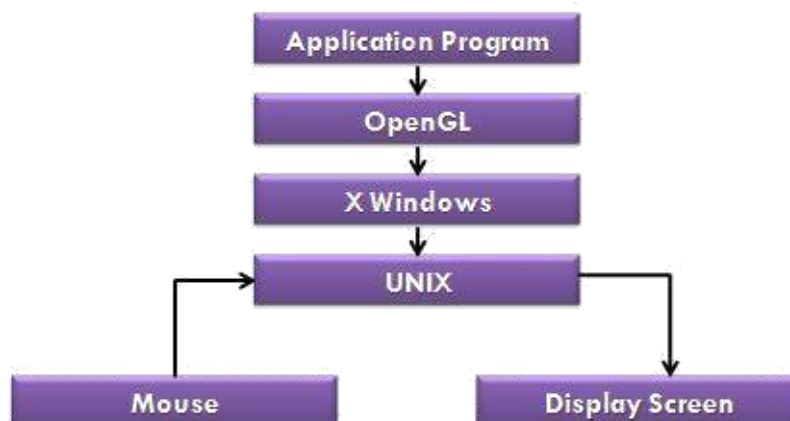 Application Program
OpenGL
X Windows
UNIX
Mouse
Display Screen